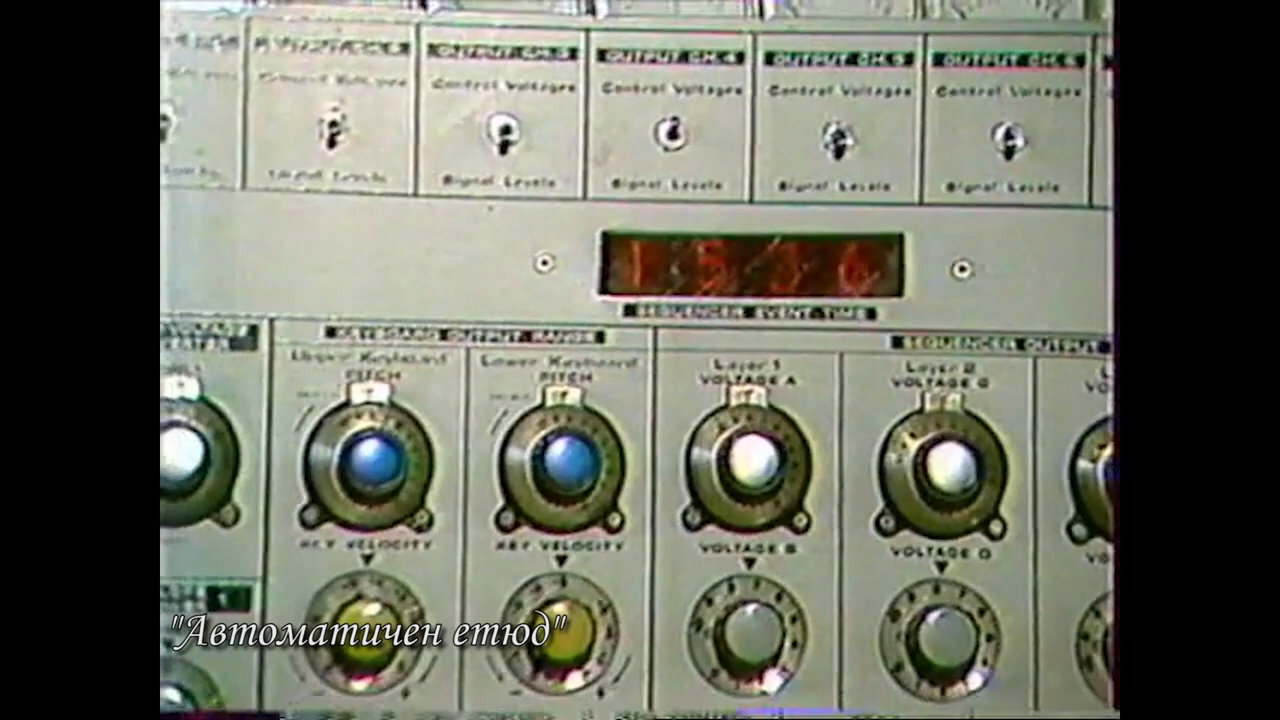 OUTPUT CH.3 OUTPUT CH.4 OUTPUT CH.5 OUTPUT CH.6
Control Voltages Control Voltages Control Voltages Control Voltages
Signal Levels Signal Levels Signal Levels Signal Levels Signal Levels
SEQUENCER EVENT TIME
KEYBOARD OUTPUT RANGE SEQUENCER OUTPUT
Upper Keyboard Lower Keyboard Layer 1 Layer 2
PITCH PITCH VOLTAGE A VOLTAGE C
KEY VELOCITY KEY VELOCITY VOLTAGE B VOLTAGE D
"Автоматичен етюд"